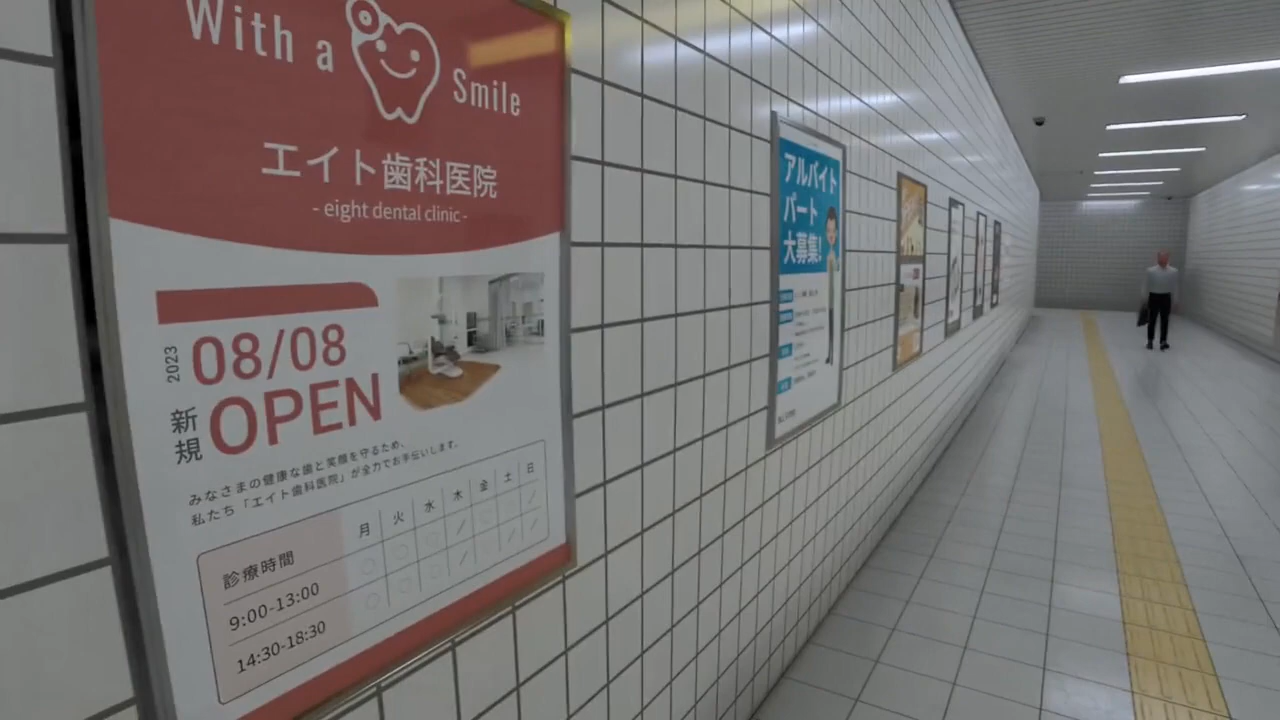 With a Smile
エイト歯科医院
- eight dental clinic -
2023
08/08
新規
OPEN
みなさまの健康な歯と笑顔を守るため、
私たち「エイト歯科医院」が全力でお手伝いします。
診療時間 月 火 水 木 金 土 日
9:00-13:00 ○ ○ ○ / ○ ○ /
14:30-18:30 ○ ○ ○ / ○ / /
アルバイト
パート
大募集!